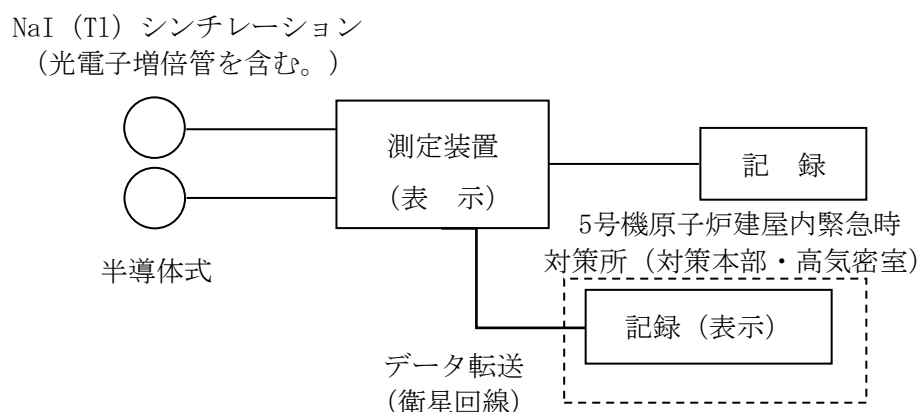 NaI（Tl）シンチレーション
（光電子増倍管を含む。）
測定装置
（表　示）
記　録
半導体式
5号機原子炉建屋内緊急時
対策所（対策本部・高気密室）
記録（表示）
データ転送
（衛星回線）